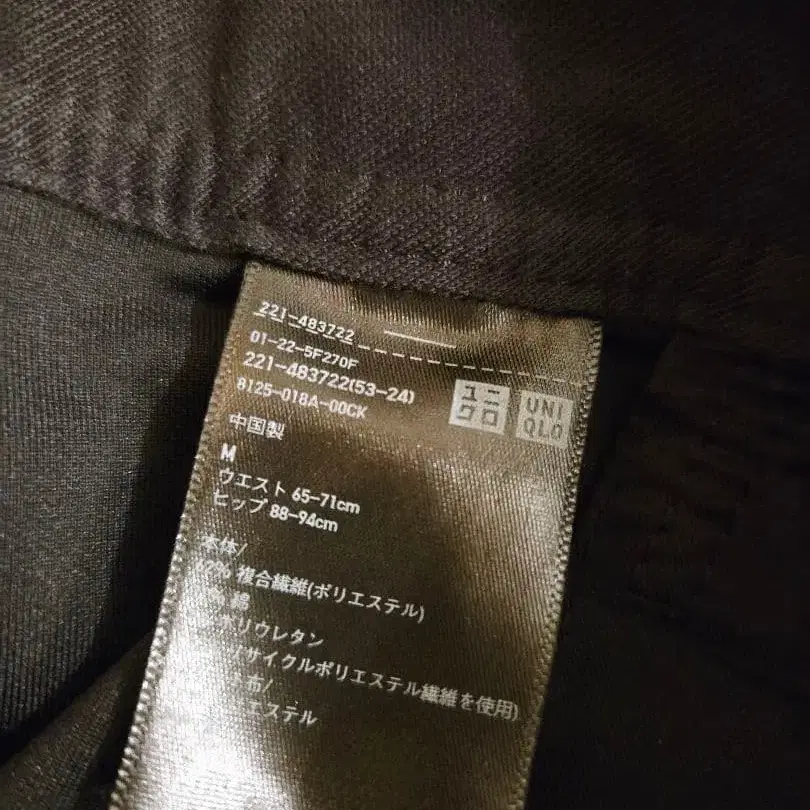 221-483722
01-22-5F270F
221-483722(53-24)
8125-018A-00CK
ユニ
クロ
UNI
QLO
中国製
M
ウエスト 65-71cm
ヒップ 88-94cm
本体/
複合繊維(ポリエステル)
綿
ポリウレタン
サイクルポリエステル繊維を使用)
布/
エステル